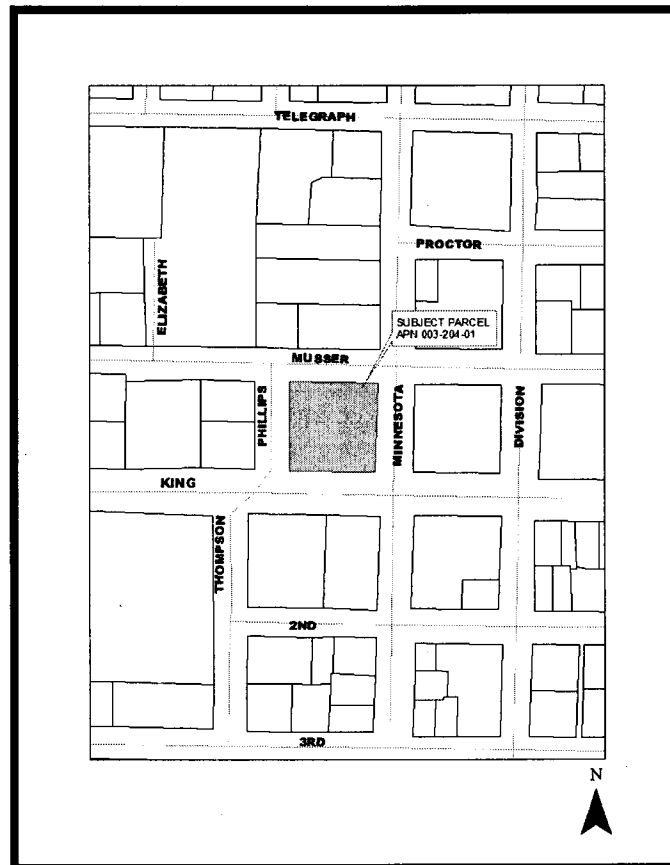 TELEGRAPH
PROCTOR
ELIZABETH
SUBJECT PARCEL
APN 003-204-01
MUSSER
PHILLIPS
MINNESOTA
DIVISION
KING
THOMPSON
2ND
3RD
N